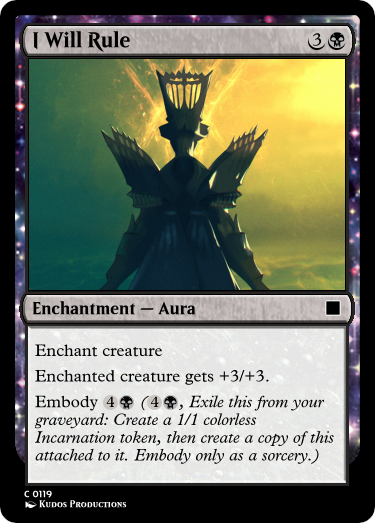 I Will Rule 3
Enchantment — Aura
Enchant creature
Enchanted creature gets +3/+3.
Embody 4 (4, Exile this from your
graveyard: Create a 1/1 colorless
Incarnation token, then create a copy of this
attached to it. Embody only as a sorcery.)
C 0119
Kudos Productions